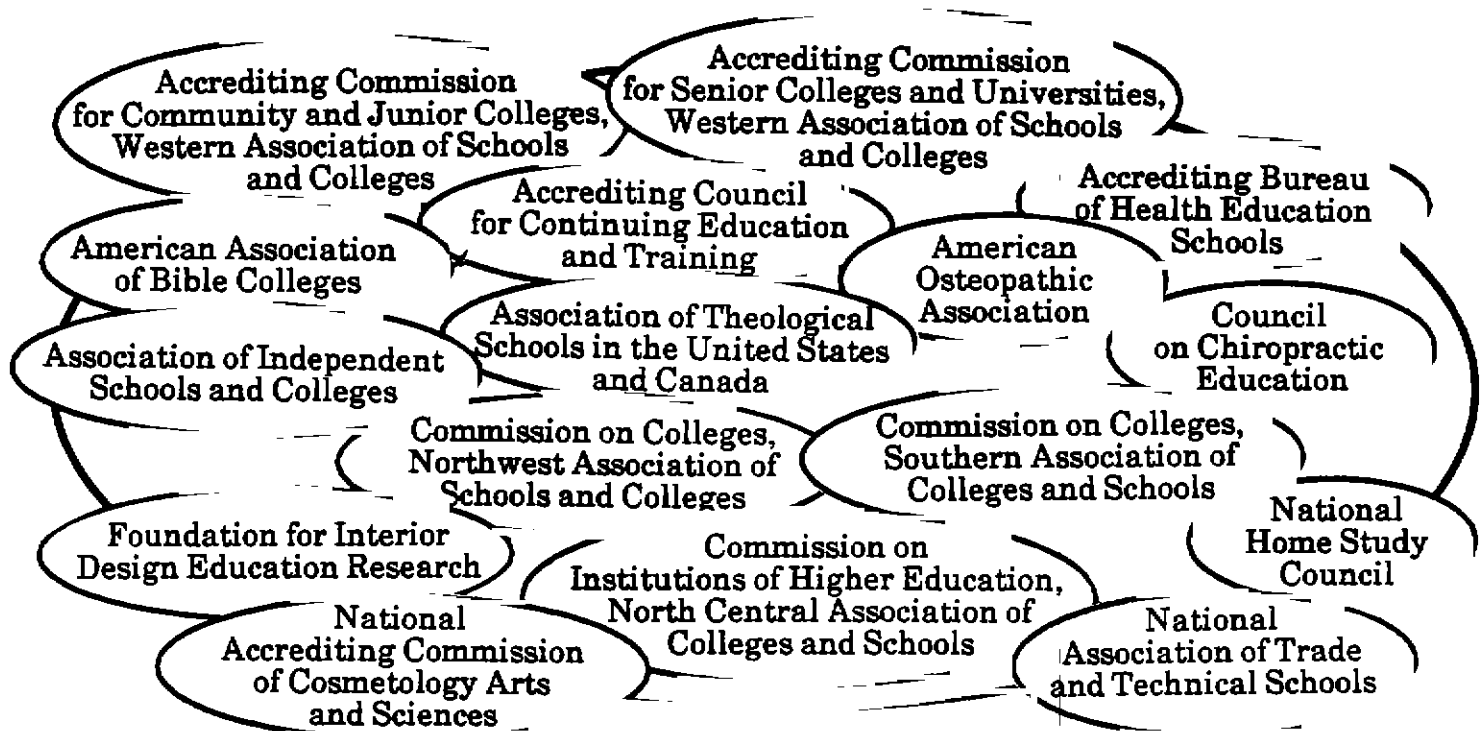 Accrediting Commission
for Community and Junior Colleges,
Western Association of Schools
and Colleges
Accrediting Commission
for Senior Colleges and Universities,
Western Association of Schools
and Colleges
Accrediting Council
for Continuing Education
and Training
Accrediting Bureau
of Health Education
Schools
American Association
of Bible Colleges
American
Osteopathic
Association
Association of Theological
Schools in the United States
and Canada
Council
on Chiropractic
Education
Association of Independent
Schools and Colleges
Commission on Colleges,
Northwest Association of
Schools and Colleges
Commission on Colleges,
Southern Association of
Colleges and Schools
National
Home Study
Council
Foundation for Interior
Design Education Research
Commission on
Institutions of Higher Education,
North Central Association of
Colleges and Schools
National
Accrediting Commission
of Cosmetology Arts
and Sciences
National
Association of Trade
and Technical Schools